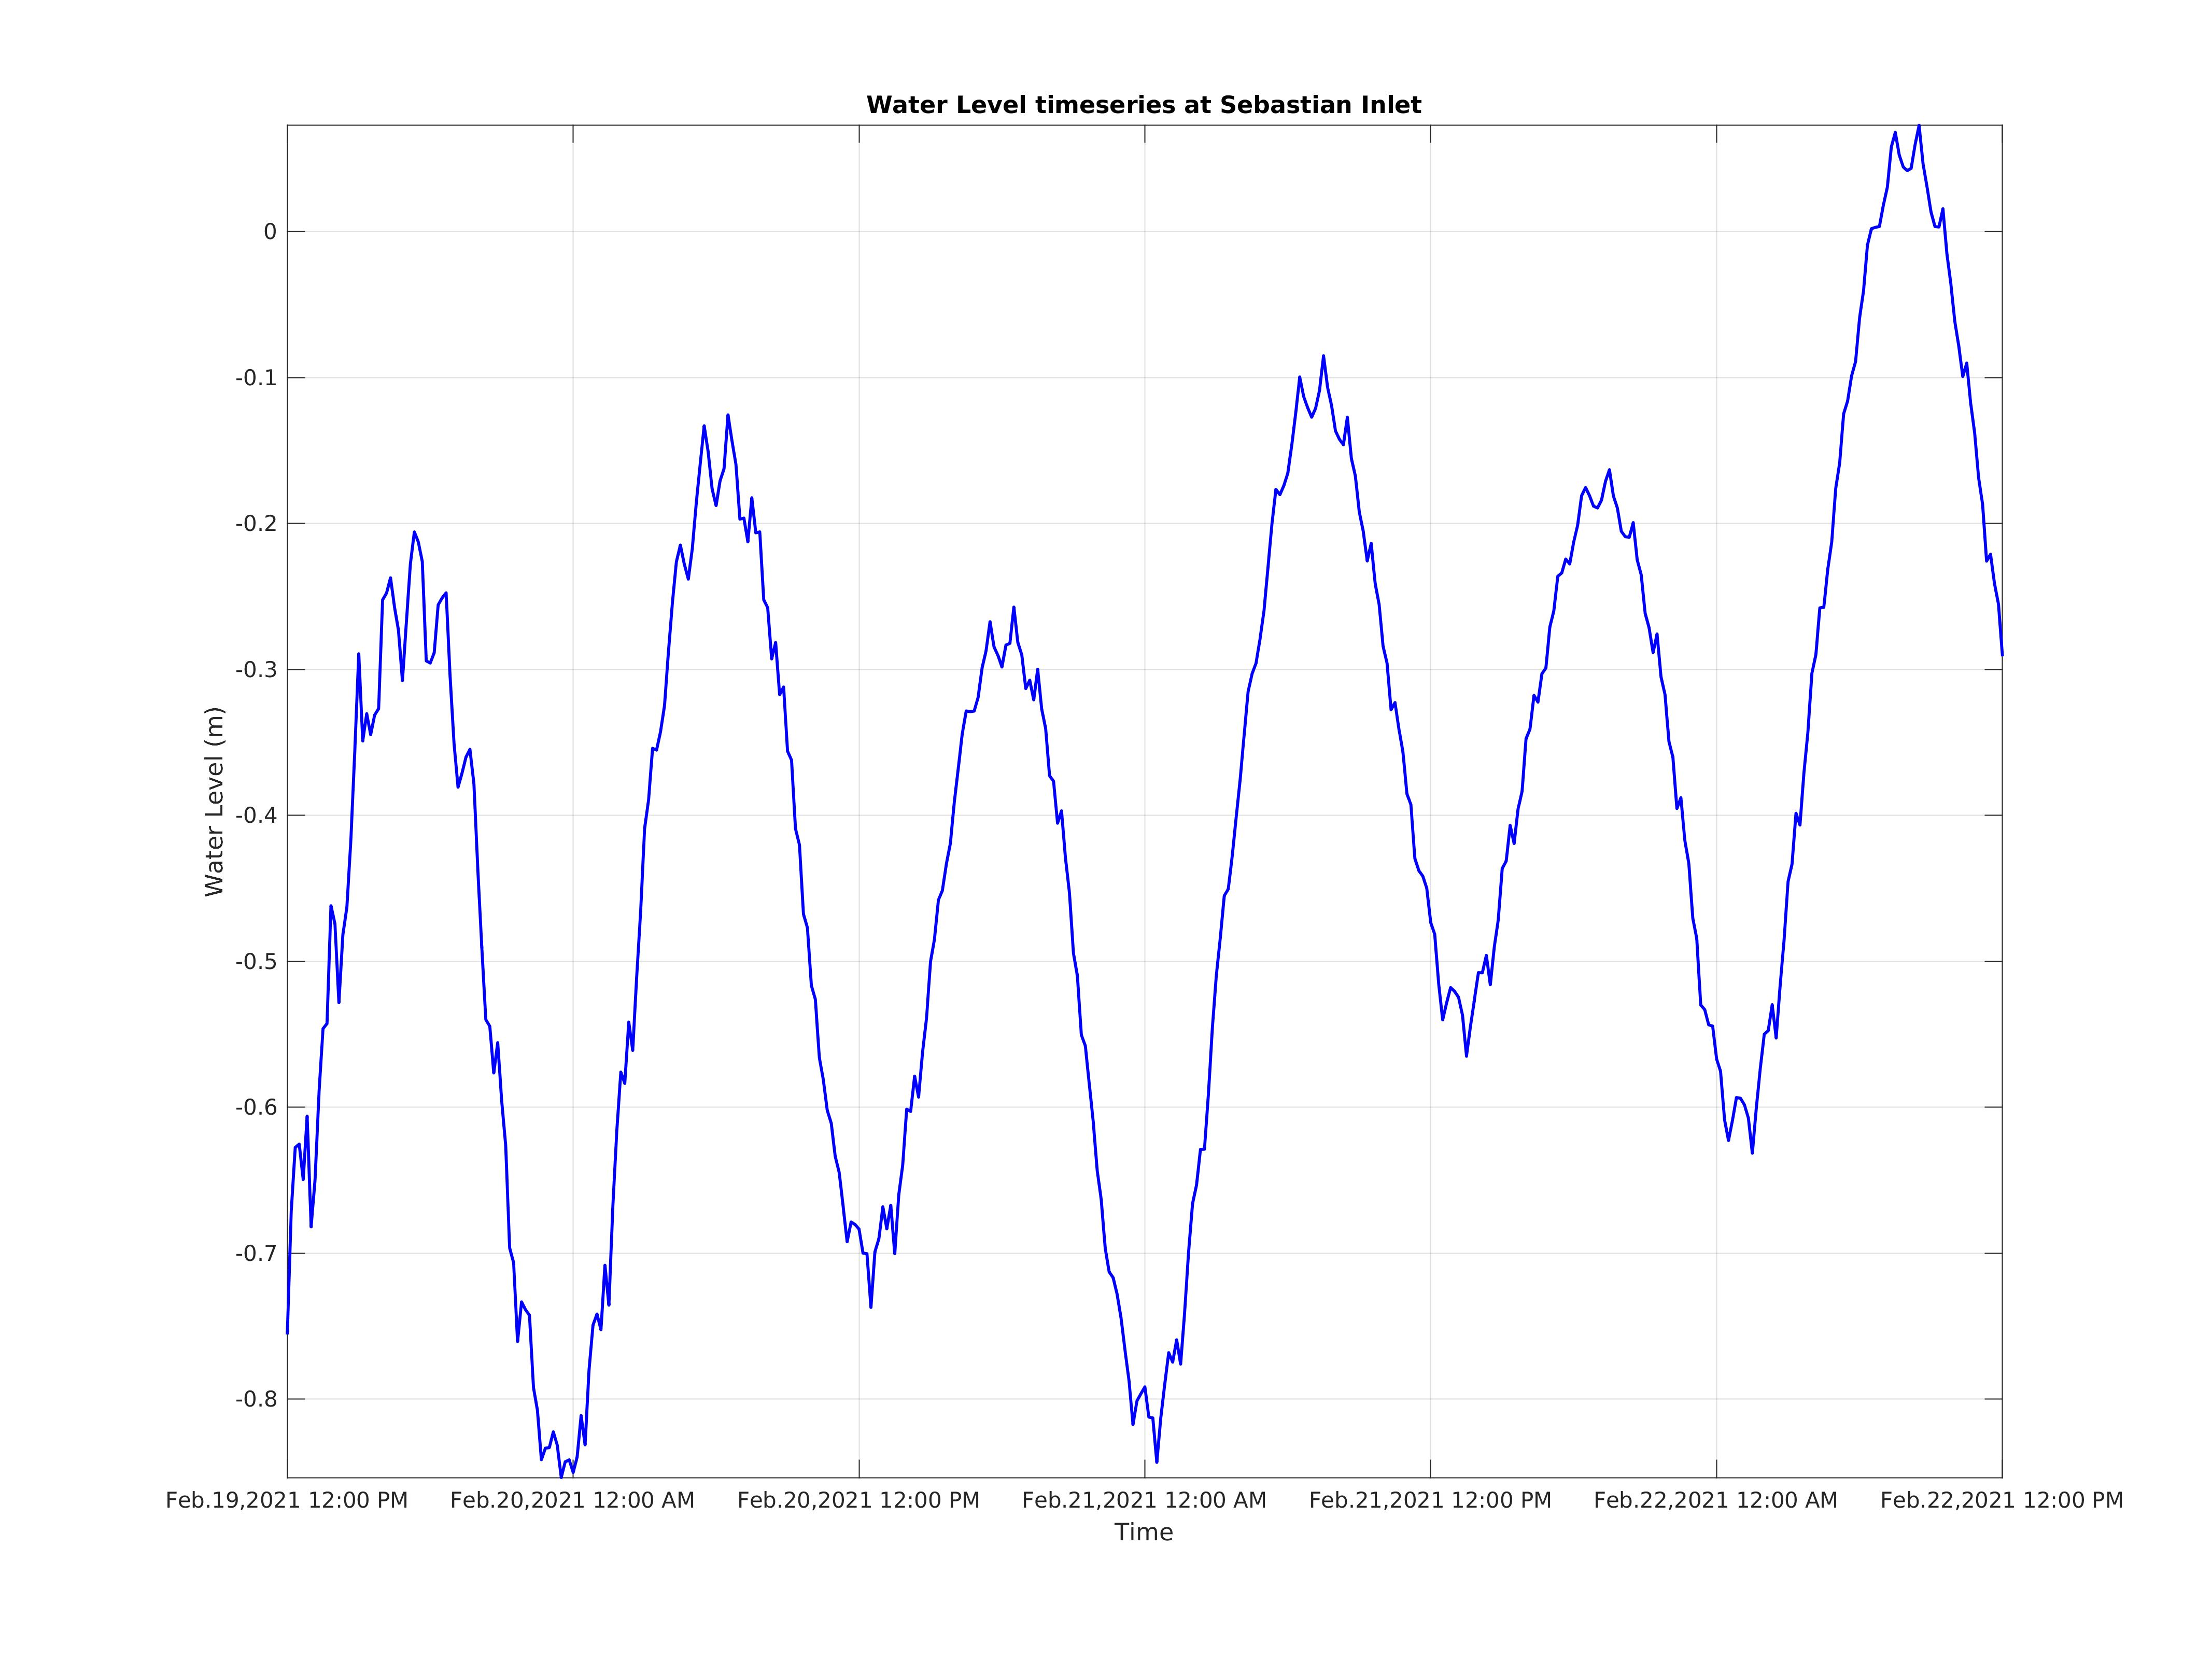 Water Level timeseries at Sebastian Inlet
0
-0.1
-0.2
-0.3
-0.4
-0.5
-0.6
-0.7
-0.8
Water Level (m)
Feb.19,2021 12:00 PM
Feb.20,2021 12:00 AM
Feb.20,2021 12:00 PM
Feb.21,2021 12:00 AM
Feb.21,2021 12:00 PM
Feb.22,2021 12:00 AM
Feb.22,2021 12:00 PM
Time